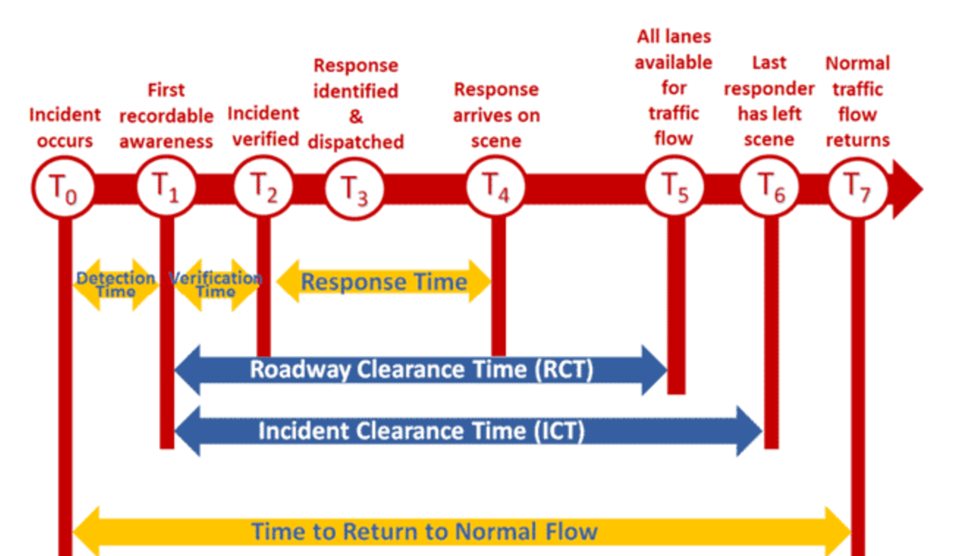 Incident
occurs
First
recordable
awareness
Incident
verified
Response
identified
&
dispatched
Response
arrives on
scene
All lanes
available
for
traffic
flow
Last
responder
has left
scene
Normal
traffic
flow
returns
T0
T1
T2
T3
T4
T5
T6
T7
Detection
Time
Verification
Time
Response Time
Roadway Clearance Time (RCT)
Incident Clearance Time (ICT)
Time to Return to Normal Flow